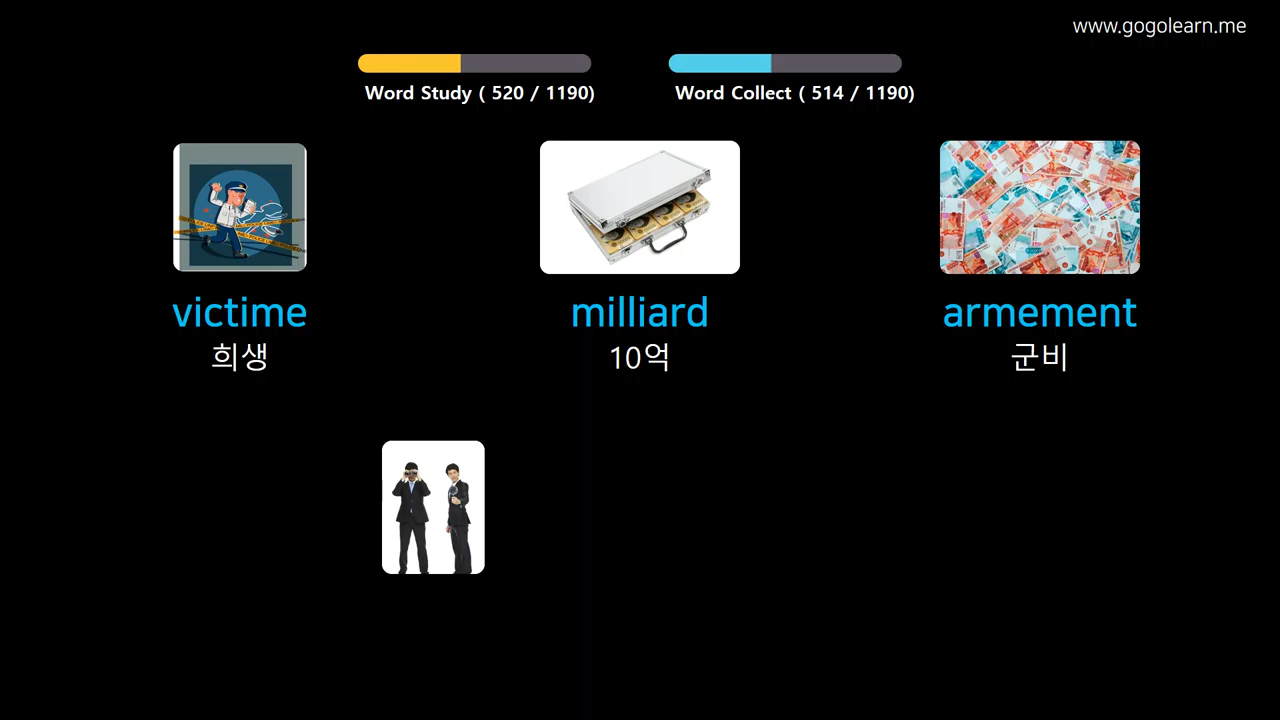 www.gogolearn.me
Word Study ( 520 / 1190)
Word Collect ( 514 / 1190)
victime
milliard
armement
희생
10억
군비